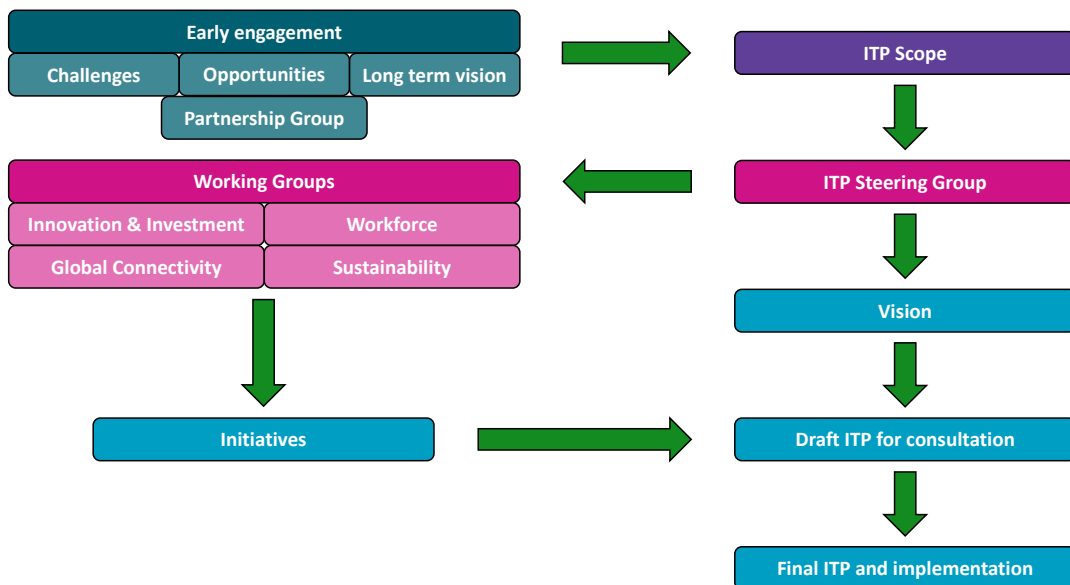 Early engagement
Challenges
Opportunities
Long term vision
Partnership Group
ITP Scope
Working Groups
Innovation & Investment
Workforce
Global Connectivity
Sustainability
ITP Steering Group
Vision
Initiatives
Draft ITP for consultation
Final ITP and implementation